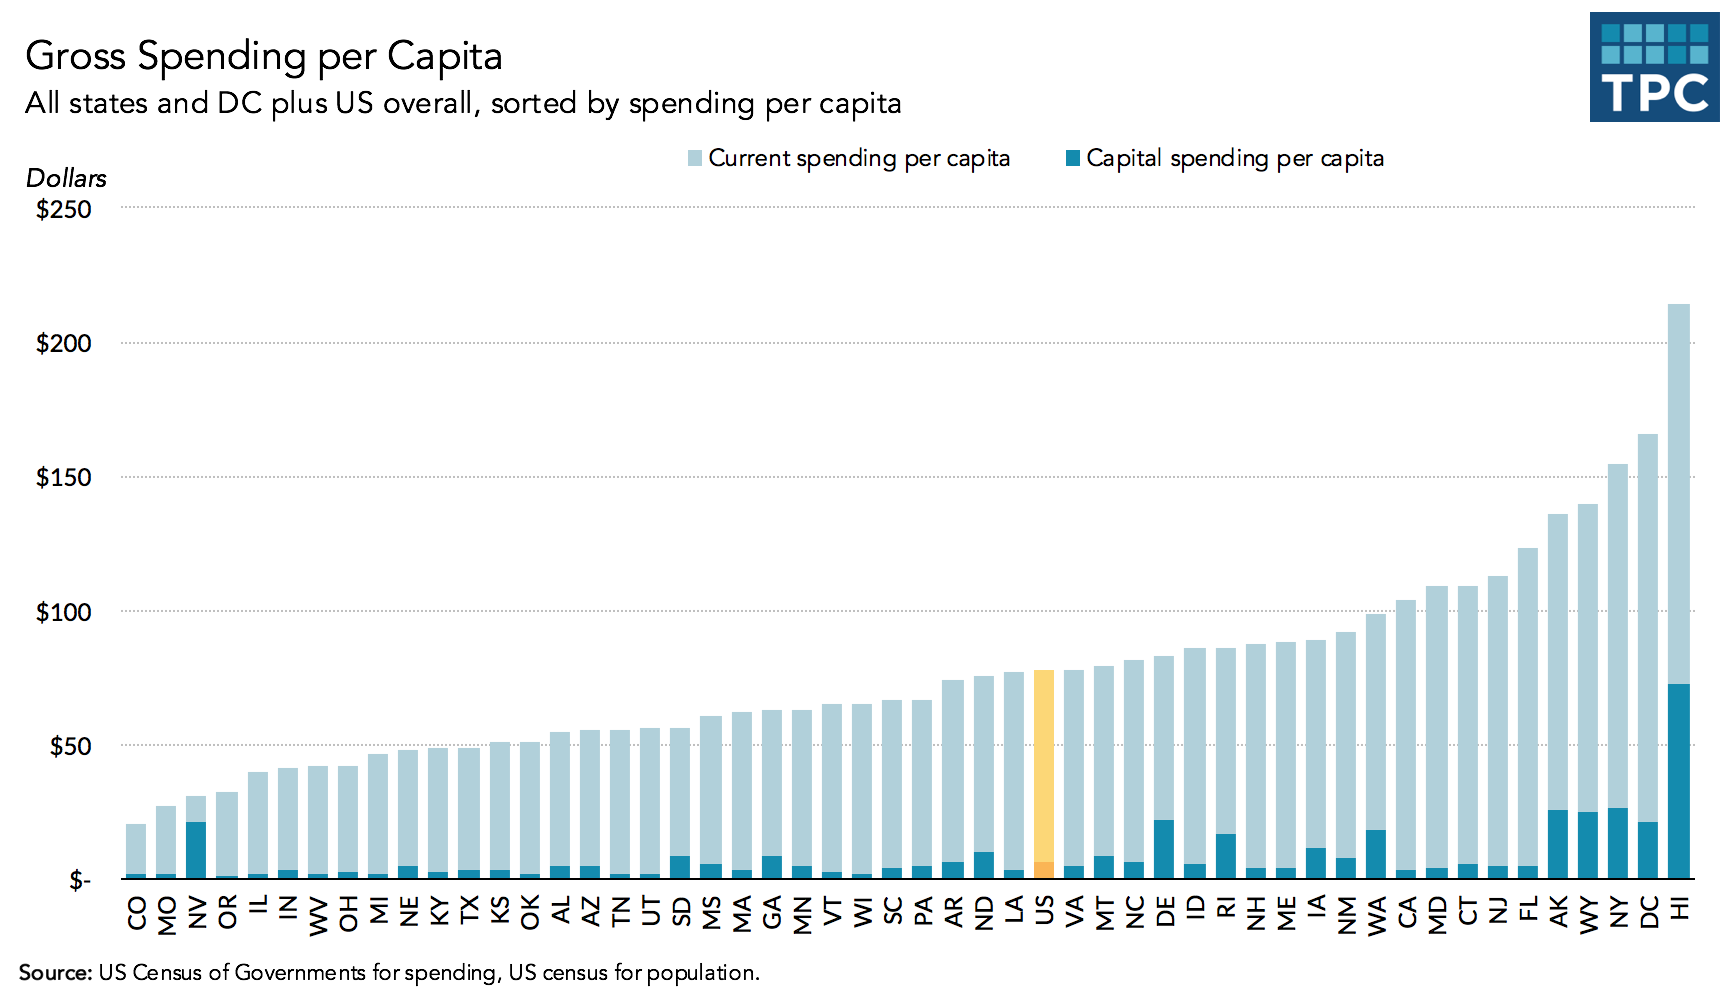 Gross Spending per Capita
All states and DC plus US overall, sorted by spending per capita
TPC
Current spending per capita
Capital spending per capita
Dollars
$250
$200
$150
$100
$50
$-
CO MO NV OR IL IN WV OH MI NE KY TX KS OK AL AZ TN UT SD MS MA GA MN VT WI SC PA AR ND LA US VA MT NC DE ID RI NH ME IA NM WA CA MD CT NJ FL AK WY NY DC HI
Source: US Census of Governments for spending, US census for population.